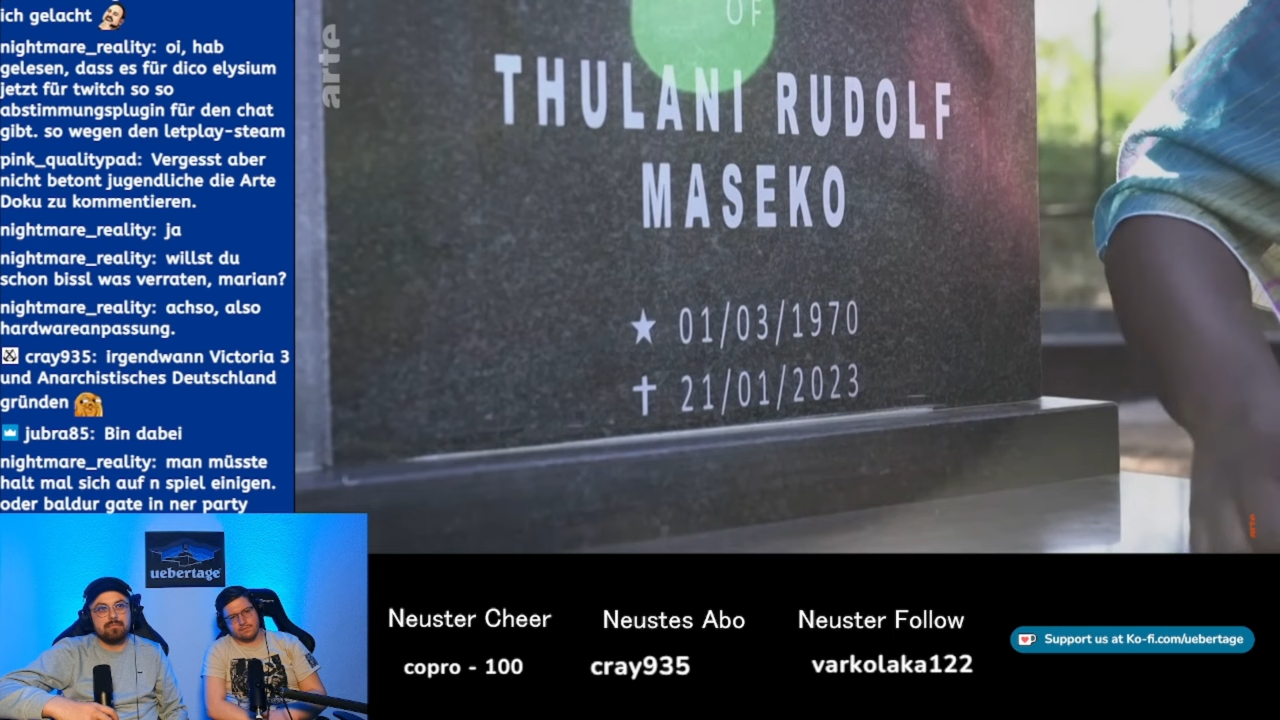 ich gelacht
nightmare_reality: oi, hab
gelesen, dass es für dico elysium
jetzt für twitch so so
abstimmungsplugin für den chat
gibt. so wegen den letplay-steam
pink_qualitypad: Vergesst aber
nicht betont jugendliche die Arte
Doku zu kommentieren.
nightmare_reality: ja
nightmare_reality: willst du
schon bissl was verraten, marian?
nightmare_reality: achso, also
hardwareanpassung.
cray935: irgendwann Victoria 3
und Anarchistisches Deutschland
gründen
jubra85: Bin dabei
nightmare_reality: man müsste
halt mal sich auf n spiel einigen.
oder baldur gate in ner party
arte
OF
THULANI RUDOLF
MASEKO
01/03/1970
21/01/2023
arte
uebertage
Neuster Cheer
copro - 100
Neustes Abo
cray935
Neuster Follow
varkolaka122
Support us at Ko-fi.com/uebertage